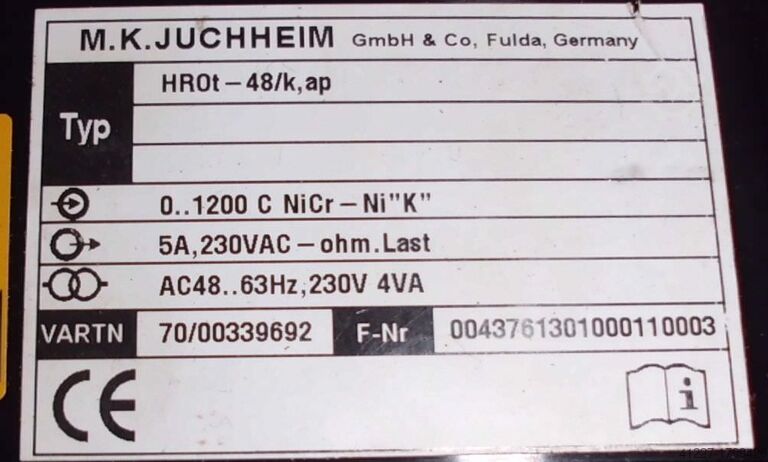 M.K.JUCHHEIM GmbH & Co, Fulda, Germany
Typ HR0t – 48/k,ap
0..1200 C NiCr – Ni"K"
5A,230VAC – ohm.Last
AC48..63Hz,230V 4VA
VARTN 70/00339692 F-Nr 0043761301000110003
CE
i